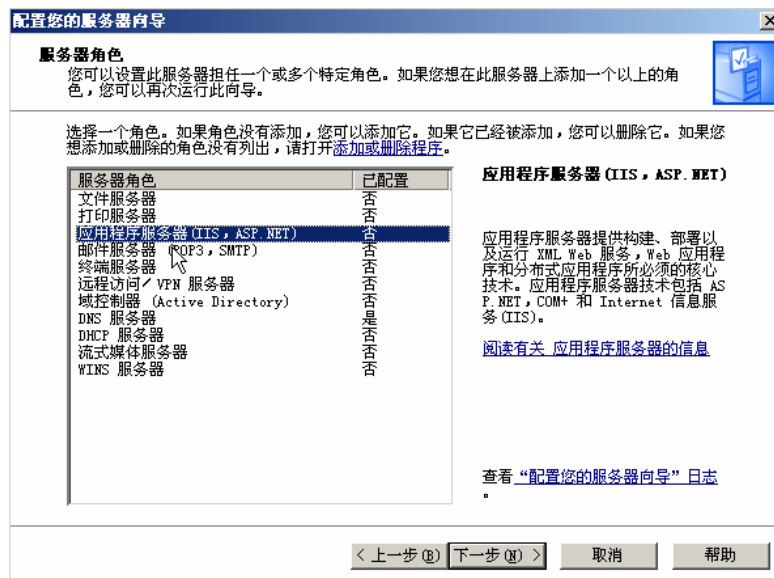 配置您的服务器向导
服务器角色
您可以设置此服务器担任一个或多个特定角色。如果您想在此服务器上添加一个以上的角
色，您可以再次运行此向导。
选择一个角色。如果角色没有添加，您可以添加它。如果它已经被添加，您可以删除它。如果您
想添加或删除的角色没有列出，请打开添加或删除程序。
服务器角色 已配置
文件服务器 否
打印服务器 否
应用程序服务器(IIS，ASP.NET) 否
邮件服务器 (POP3，SMTP) 否
终端服务器 否
远程访问/VPN 服务器 否
域控制器 (Active Directory) 否
DNS 服务器 是
DHCP 服务器 否
流式媒体服务器 否
WINS 服务器 否
应用程序服务器(IIS，ASP.NET)
应用程序服务器提供构建、部署以
及运行 XML Web 服务，Web 应用程
序和分布式应用程序所必须的核心
技术。应用程序服务器技术包括 AS
P.NET，COM+ 和 Internet 信息服
务(IIS)。
阅读有关 应用程序服务器的信息
查看“配置您的服务器向导”日志
。
< 上一步(B) 下一步(N) > 取消 帮助